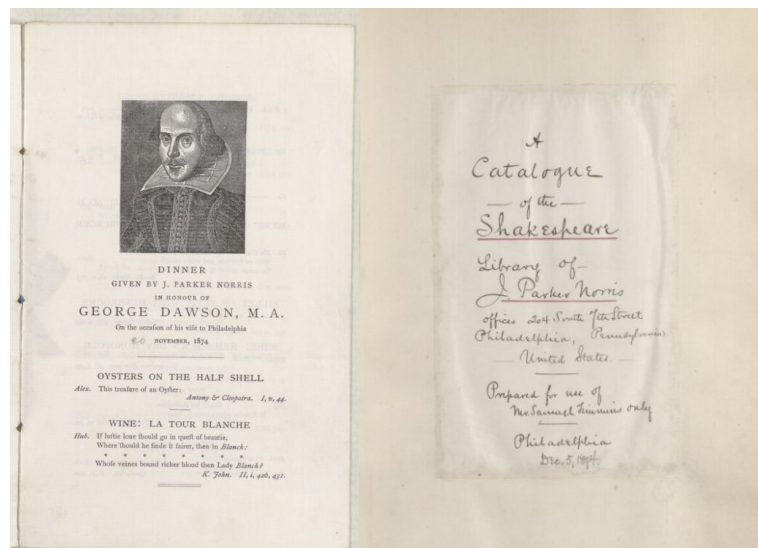 DINNER
GIVEN BY J. PARKER NORRIS
IN HONOUR OF
GEORGE DAWSON, M. A.
On the occasion of his visit to Philadelphia
NOVEMBER, 1874
OYSTERS ON THE HALF SHELL
Alex. This treasure of an Oyster:
Antony & Cleopatra. I, v, 44.
WINE: LA TOUR BLANCHE
Hub. If lustie loue should go in quest of beautie,
Where should he finde it fairer, then in Blanch:
* * * * * * * *
Whose veines bound richer blood then Lady Blanch?
K. John. II, i, 426, 431.
A
Catalogue
— of the —
Shakespeare
Library of
J. Parker Norris
offices 204 South 7th Street
Philadelphia, Pennsylvania
— United States —
Prepared for use of
Mr Samuel Timmins only
Philadelphia
Dec. 5, 1874.